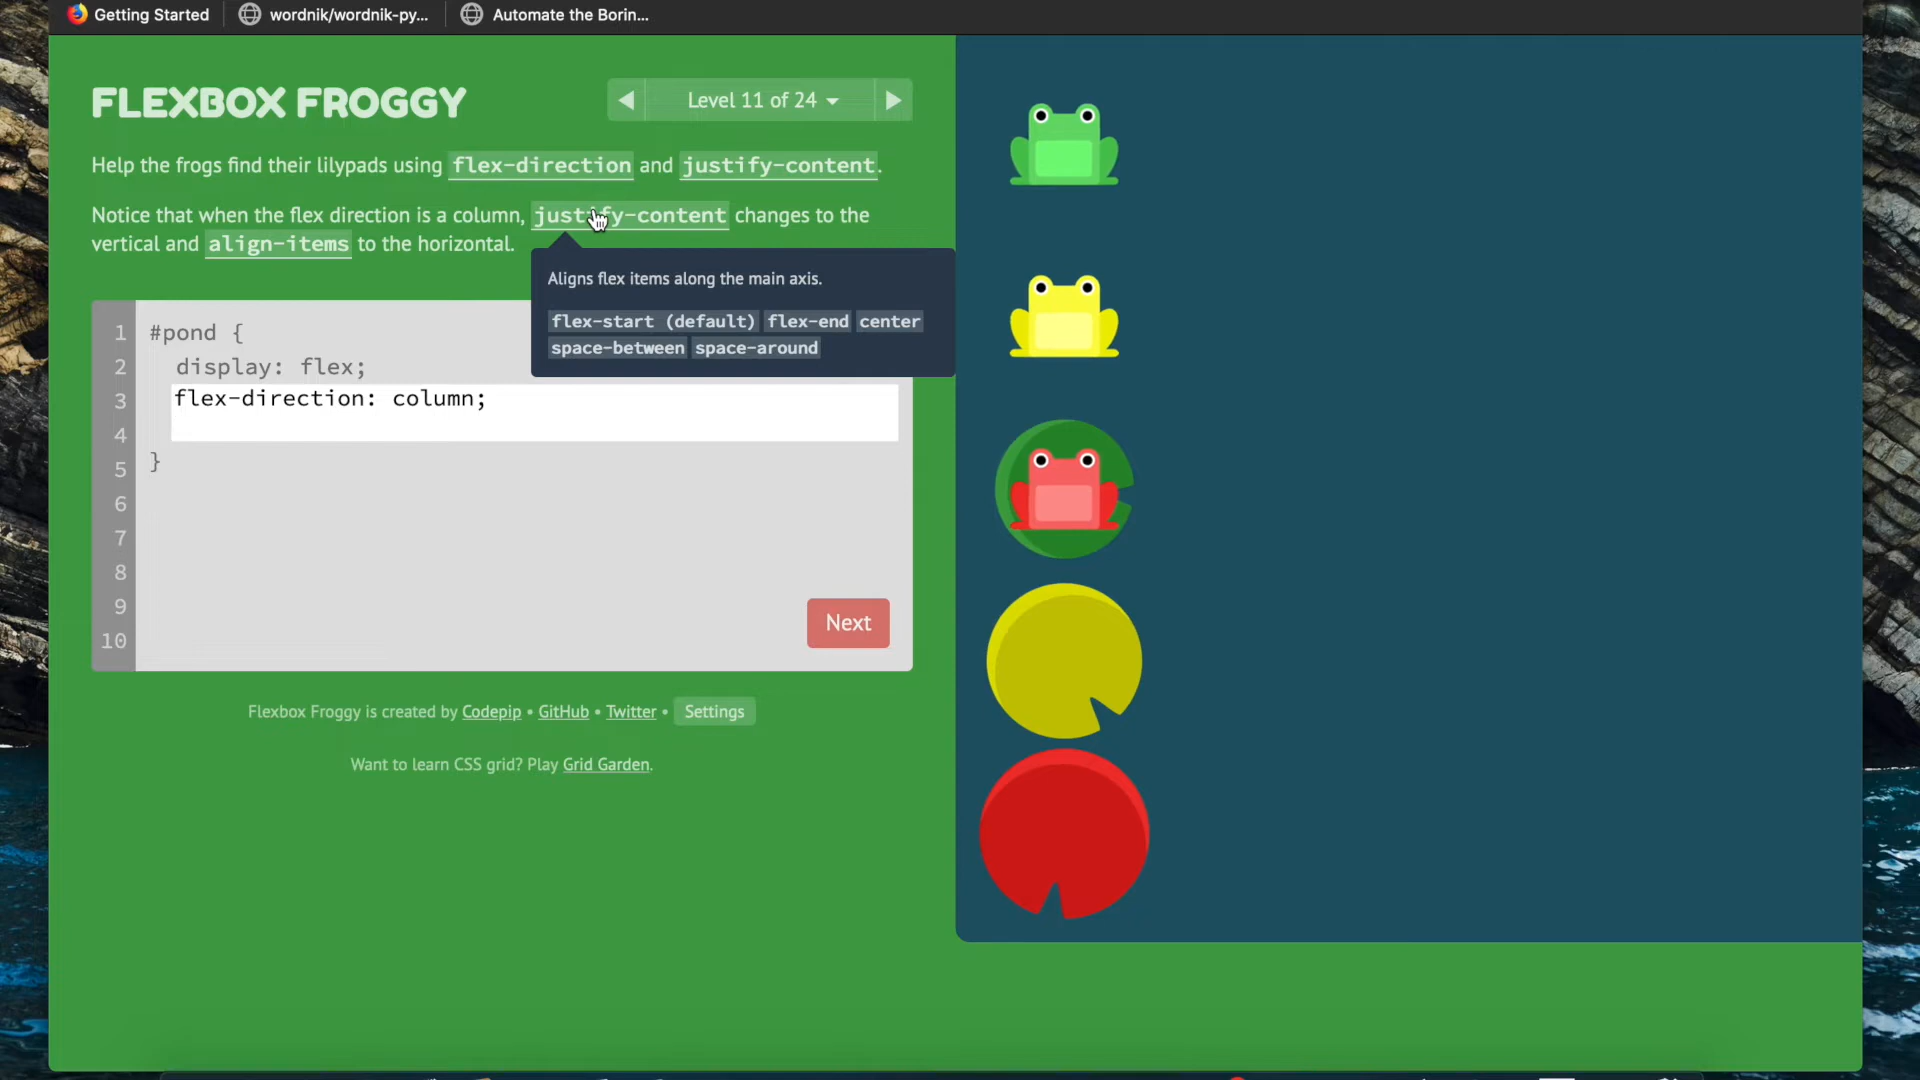 Getting Started
wordnik/wordnik-py...
Automate the Borin...
FLEXBOX FROGGY
Level 11 of 24
Help the frogs find their lilypads using flex-direction and justify-content.
Notice that when the flex direction is a column, justify-content changes to the
vertical and align-items to the horizontal.
Aligns flex items along the main axis.
flex-start (default) flex-end center
space-between space-around
1 #pond {
2 display: flex;
3 flex-direction: column;
4
5 }
6
7
8
9
10
Next
Flexbox Froggy is created by Codepip • GitHub • Twitter • Settings
Want to learn CSS grid? Play Grid Garden.